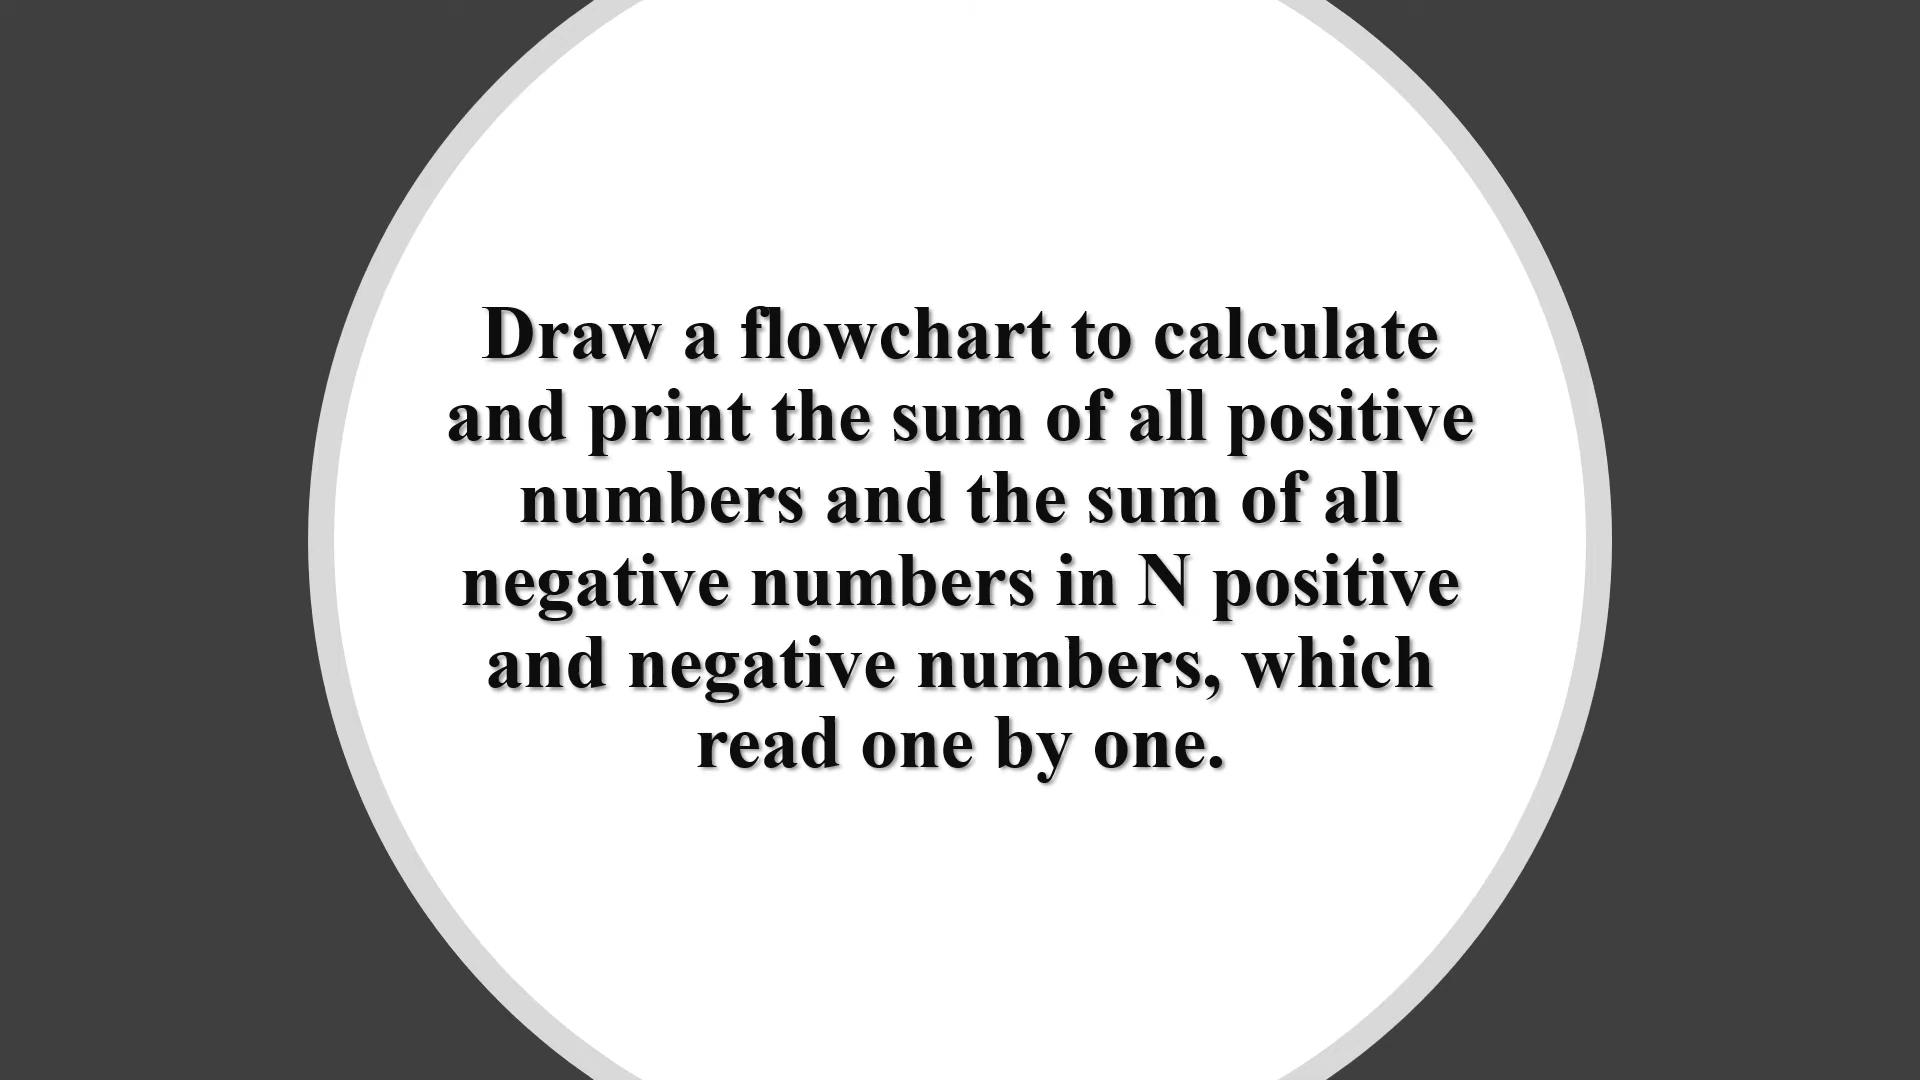 Draw a flowchart to calculate
and print the sum of all positive
numbers and the sum of all
negative numbers in N positive
and negative numbers, which
read one by one.